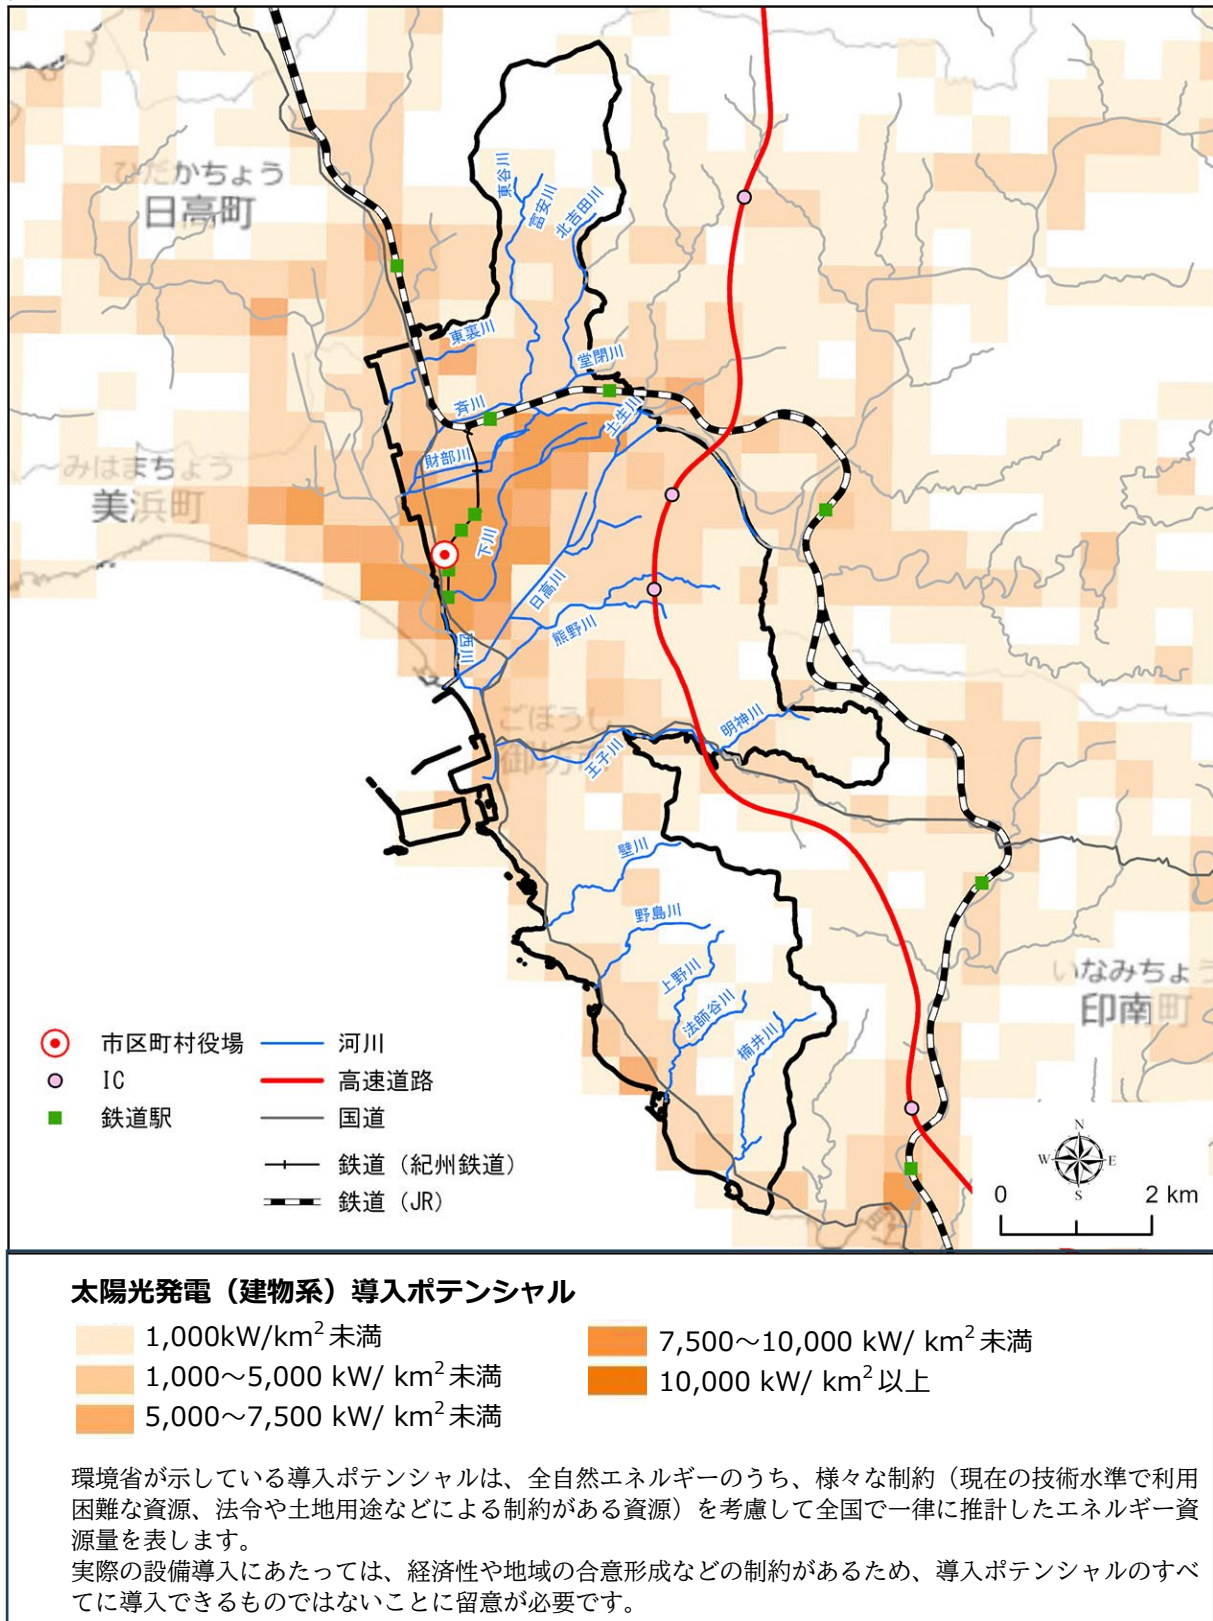 ひだかちょう
日高町
東谷川
富安川
北吉田川
東裏川
堂閉川
斉川
土生川
財部川
みはまちょう
美浜町
下川
日高川
熊野川
西川
ごぼうし
御坊市
明神川
王子川
壁川
野島川
上野川
法師谷川
楠井川
いなみちょう
印南町
市区町村役場
IC
鉄道駅
河川
高速道路
国道
鉄道（紀州鉄道）
鉄道（JR）
N
W E
S
0 2 km
太陽光発電（建物系）導入ポテンシャル
1,000kW/km²未満
1,000～5,000 kW/ km²未満
5,000～7,500 kW/ km²未満
7,500～10,000 kW/ km²未満
10,000 kW/ km²以上
環境省が示している導入ポテンシャルは、全自然エネルギーのうち、様々な制約（現在の技術水準で利用
困難な資源、法令や土地用途などによる制約がある資源）を考慮して全国で一律に推計したエネルギー資
源量を表します。
実際の設備導入にあたっては、経済性や地域の合意形成などの制約があるため、導入ポテンシャルのすべ
てに導入できるものではないことに留意が必要です。